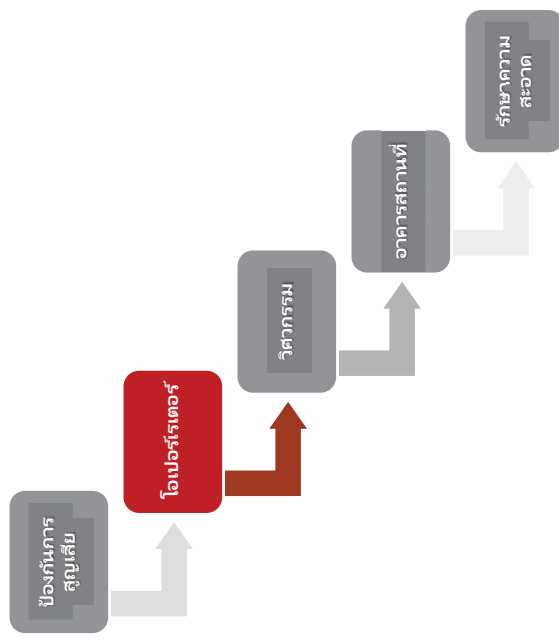 ป้องกันการ
สูญเสีย
โอเปอร์เรเตอร์
วิศวกรรม
อาคารสถานที่
รักษาความ
สะอาด